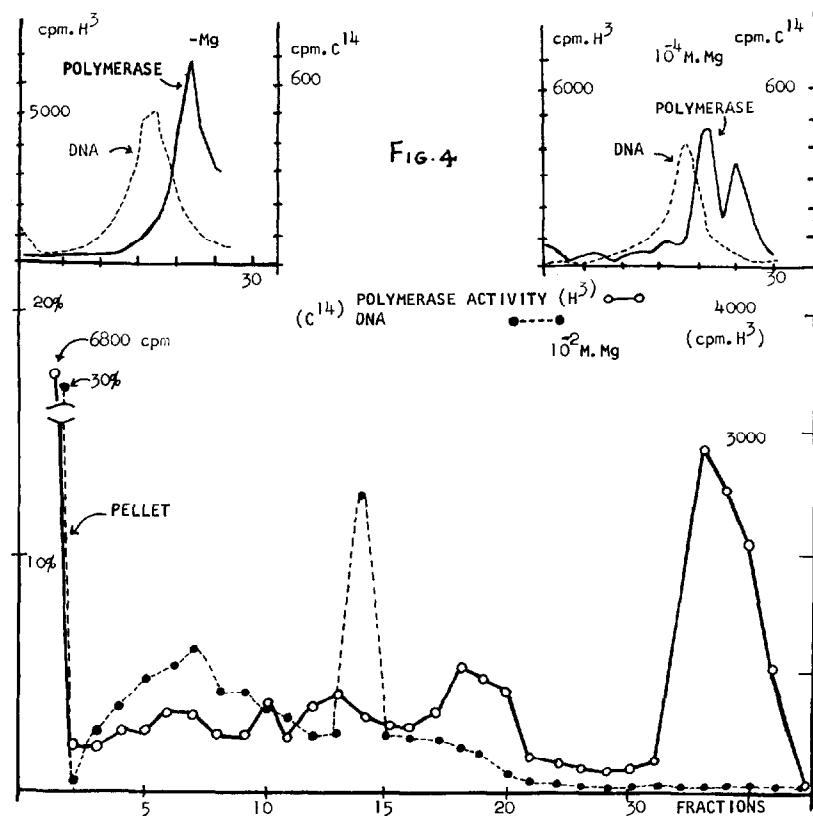 cpm.H³
-Mg
cpm.C¹⁴
POLYMERASE
600
5000
DNA
30
FIG.4
cpm.H³
10⁻⁴M.Mg
cpm.C¹⁴
6000
600
POLYMERASE
DNA
30
20%
(C¹⁴) POLYMERASE ACTIVITY (H³)
DNA
4000
(cpm.H³)
10⁻²M.Mg
6800 cpm
30%
3000
PELLET
10%
5
10
15
20
30
FRACTIONS